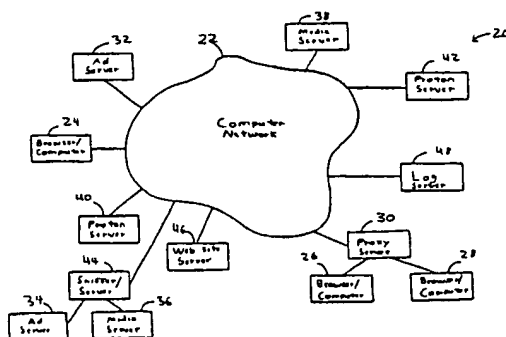 38
20
32
22
Media
Server
42
Ad
Server
Proton
Server
24
Computer
Network
Browser/
Computer
48
Log
Server
40
30
Proton
Server
46
Web Site
Server
Proxy
Server
44
26
28
Sniffer/
Server
Browser/
Computer
Browser/
Computer
34
36
Ad
Server
Media
Server